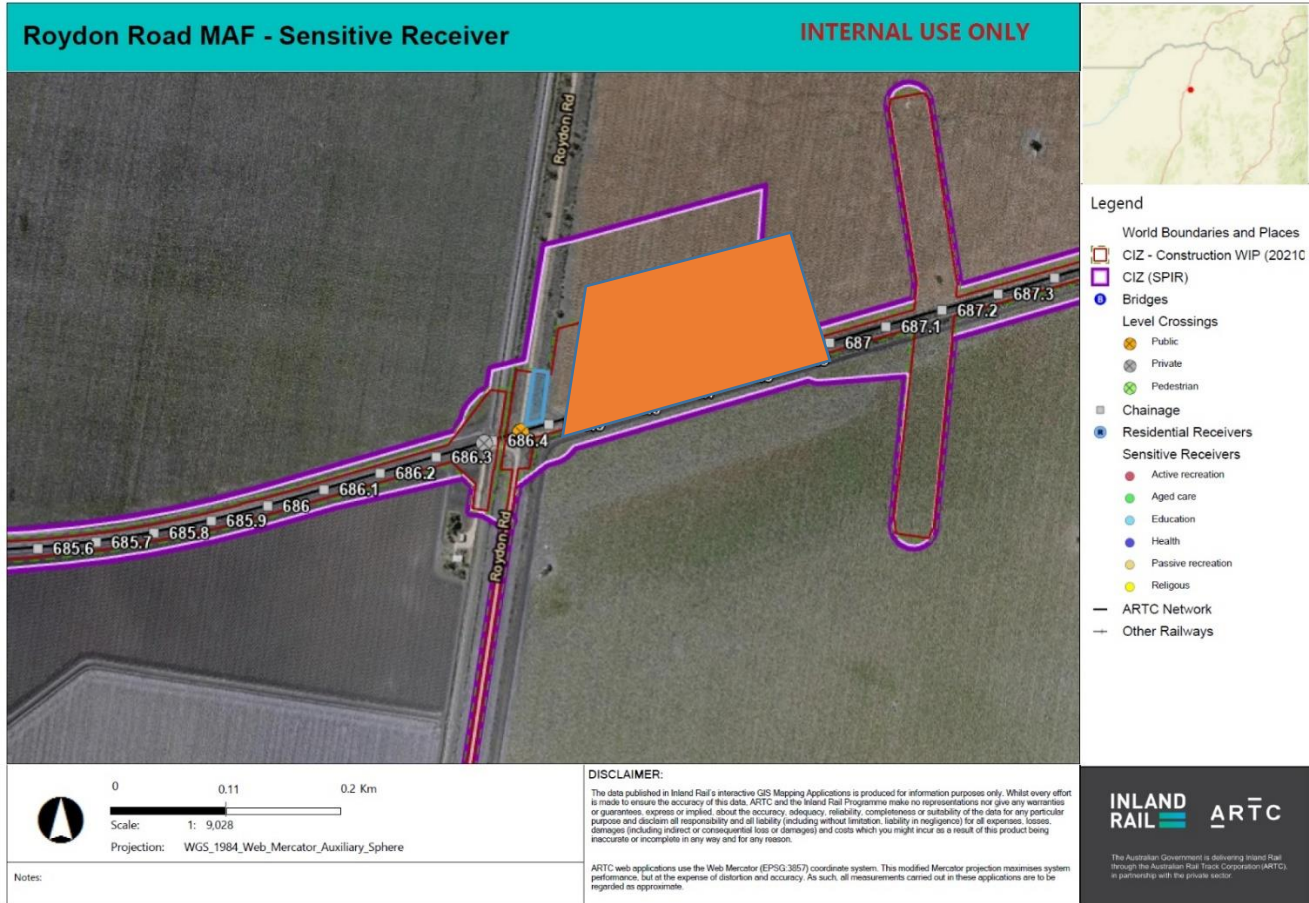 Roydon Road MAF - Sensitive Receiver
INTERNAL USE ONLY
Roydon Rd
687.3
687.2
687.1
687
686.4
686.3
686.2
686.1
686
685.9
685.8
685.7
685.6
Roydon Rd
Legend
World Boundaries and Places
CIZ - Construction WIP (20210
CIZ (SPIR)
B
Bridges
Level Crossings
Public
Private
Pedestrian
Chainage
Residential Receivers
Sensitive Receivers
Active recreation
Aged care
Education
Health
Passive recreation
Religous
ARTC Network
Other Railways
0 0.11 0.2 Km
Scale: 1: 9,028
Projection: WGS_1984_Web_Mercator_Auxiliary_Sphere
Notes:
DISCLAIMER:
The data published in Inland Rail's interactive GIS Mapping Applications is produced for information purposes only. Whilst every effort
is made to ensure the accuracy of this data, ARTC and the Inland Rail Programme make no representations nor give any warranties
or guarantees, express or implied, about the accuracy, adequacy, reliability, completeness or suitability of the data for any particular
purpose and disclaim all responsibility and all liability (including without limitation, liability in negligence) for all expenses, losses,
damages (including indirect or consequential loss or damages) and costs which you might incur as a result of this product being
inaccurate or incomplete in any way and for any reason.
ARTC web applications use the Web Mercator (EPSG:3857) coordinate system. This modified Mercator projection maximises system
performance, but at the expense of distortion and accuracy. As such, all measurements carried out in these applications are to be
regarded as approximate.
INLAND
RAIL
ARTC
The Australian Government is delivering Inland Rail
through the Australian Rail Track Corporation (ARTC),
in partnership with the private sector.